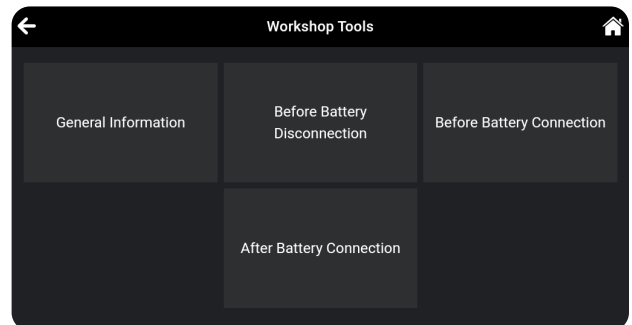 Workshop Tools
General Information
Before Battery
Disconnection
Before Battery Connection
After Battery Connection